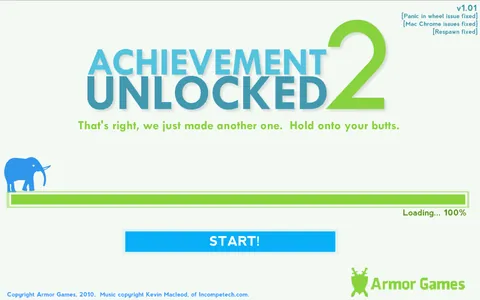 v1.01
[Panic in wheel issue fixed]
[Mac Chrome issues fixed]
[Respawn fixed]
ACHIEVEMENT
UNLOCKED 2
That's right, we just made another one. Hold onto your butts.
Loading... 100%
START!
Armor Games
Copyright Armor Games, 2010. Music copyright Kevin Macleod, of Incompetech.com.